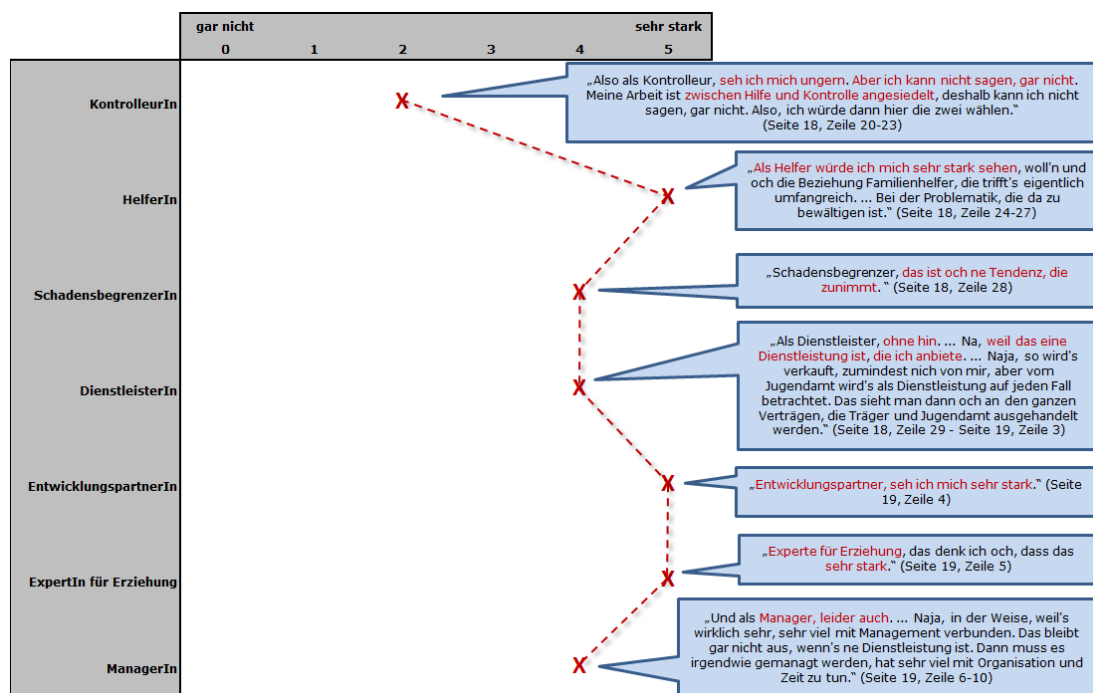 gar nicht sehr stark
0 1 2 3 4 5
KontrolleurIn
„Also als Kontrolleur, seh ich mich ungern. Aber ich kann nicht sagen, gar nicht.
Meine Arbeit ist zwischen Hilfe und Kontrolle angesiedelt, deshalb kann ich nicht
sagen, gar nicht. Also, ich würde dann hier die zwei wählen.“
(Seite 18, Zeile 20-23)
HelferIn
„Als Helfer würde ich mich sehr stark sehen, woll'n und
och die Beziehung Familienhelfer, die trifft's eigentlich
umfangreich. ... Bei der Problematik, die da zu
bewältigen ist.“ (Seite 18, Zeile 24-27)
SchadensbegrenzerIn
„Schadensbegrenzer, das ist och ne Tendenz, die
zunimmt. “ (Seite 18, Zeile 28)
DienstleisterIn
„Als Dienstleister, ohne hin. ... Na, weil das eine
Dienstleistung ist, die ich anbiete. ... Naja, so wird's
verkauft, zumindest nich von mir, aber vom
Jugendamt wird's als Dienstleistung auf jeden Fall
betrachtet. Das sieht man dann och an den ganzen
Verträgen, die Träger und Jugendamt ausgehandelt
werden.“ (Seite 18, Zeile 29 - Seite 19, Zeile 3)
EntwicklungspartnerIn
„Entwicklungspartner, seh ich mich sehr stark.“ (Seite
19, Zeile 4)
ExpertIn für Erziehung
„Experte für Erziehung, das denk ich och, dass das
sehr stark.“ (Seite 19, Zeile 5)
ManagerIn
„Und als Manager, leider auch. ... Naja, in der Weise, weil's
wirklich sehr, sehr viel mit Management verbunden. Das bleibt
gar nicht aus, wenn's ne Dienstleistung ist. Dann muss es
irgendwie gemanagt werden, hat sehr viel mit Organisation und
Zeit zu tun.“ (Seite 19, Zeile 6-10)